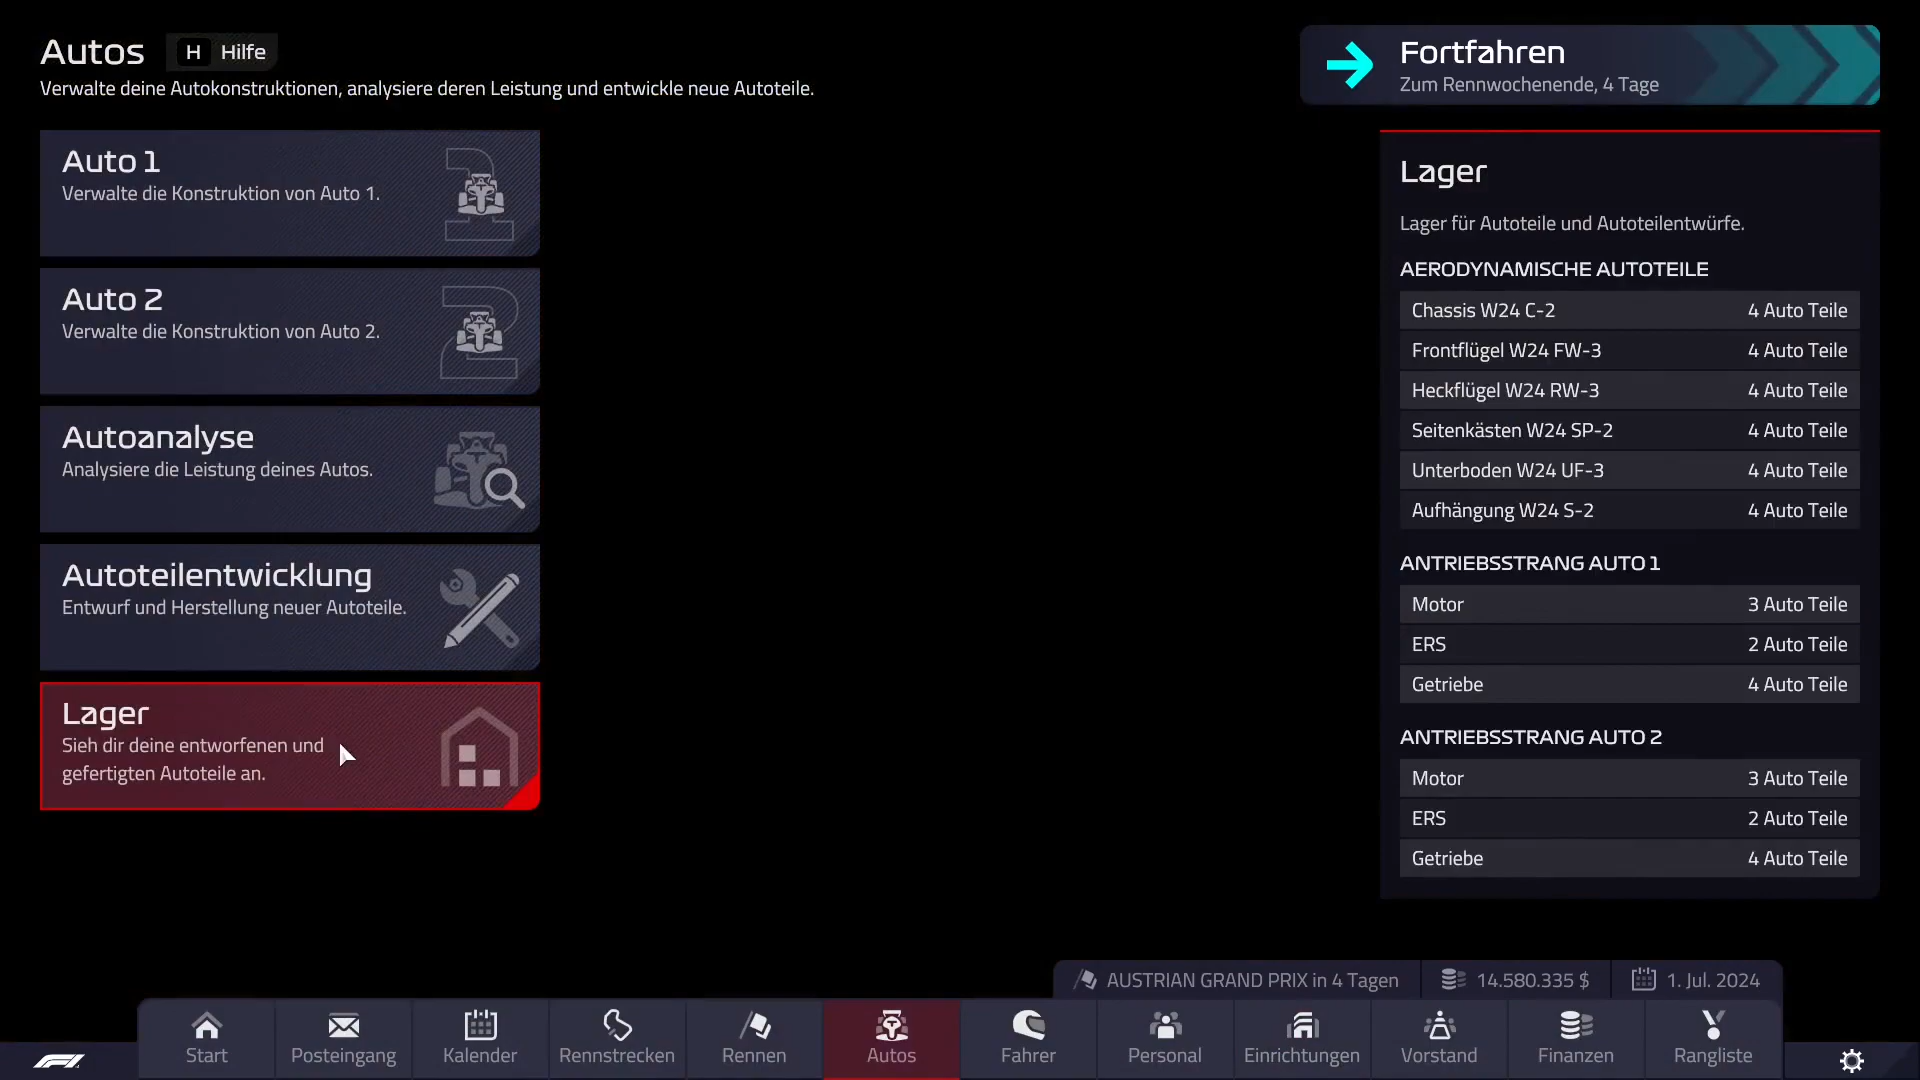 Autos
H Hilfe
Verwalte deine Autokonstruktionen, analysiere deren Leistung und entwickle neue Autoteile.
Fortfahren
Zum Rennwochenende, 4 Tage
Auto 1
Verwalte die Konstruktion von Auto 1.
Auto 2
Verwalte die Konstruktion von Auto 2.
Autoanalyse
Analysiere die Leistung deines Autos.
Autoteilentwicklung
Entwurf und Herstellung neuer Autoteile.
Lager
Sieh dir deine entworfenen und
gefertigten Autoteile an.
Lager
Lager für Autoteile und Autoteilentwürfe.
AERODYNAMISCHE AUTOTEILE
Chassis W24 C-2 4 Auto Teile
Frontflügel W24 FW-3 4 Auto Teile
Heckflügel W24 RW-3 4 Auto Teile
Seitenkästen W24 SP-2 4 Auto Teile
Unterboden W24 UF-3 4 Auto Teile
Aufhängung W24 S-2 4 Auto Teile
ANTRIEBSSTRANG AUTO 1
Motor 3 Auto Teile
ERS 2 Auto Teile
Getriebe 4 Auto Teile
ANTRIEBSSTRANG AUTO 2
Motor 3 Auto Teile
ERS 2 Auto Teile
Getriebe 4 Auto Teile
AUSTRIAN GRAND PRIX in 4 Tagen 14.580.335 $ 1. Jul. 2024
Start Posteingang Kalender Rennstrecken Rennen Autos Fahrer Personal Einrichtungen Vorstand Finanzen Rangliste